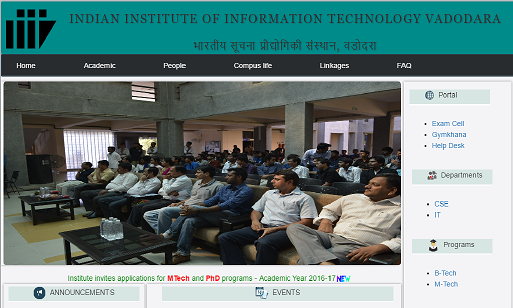 INDIAN INSTITUTE OF INFORMATION TECHNOLOGY VADODARA
भारतीय सूचना प्रौद्योगिकी संस्थान, वडोदरा
Home Academic People Compus life Linkages FAQ
Portal
Exam Cell
Gymkhana
Help Desk
Departments
CSE
IT
Programs
B-Tech
M-Tech
Institute invites applications for MTech and PhD programs - Academic Year 2016-17 NEW
ANNOUNCEMENTS
EVENTS